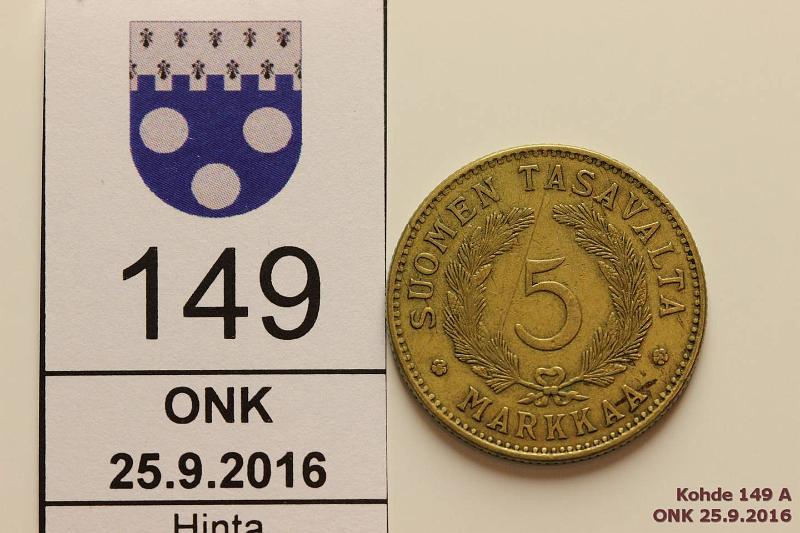 149
ONK
25.9.2016
Hinta
SUOMEN TASAVALTA
5
MARKKAA
Kohde 149 A
ONK 25.9.2016